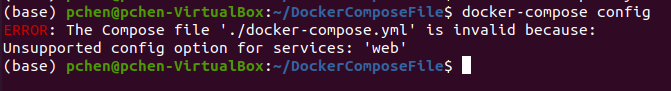 (base) pchen@pchen-VirtualBox:~/DockerComposeFile$ docker-compose config
ERROR: The Compose file './docker-compose.yml' is invalid because:
Unsupported config option for services: 'web'
(base) pchen@pchen-VirtualBox:~/DockerComposeFile$